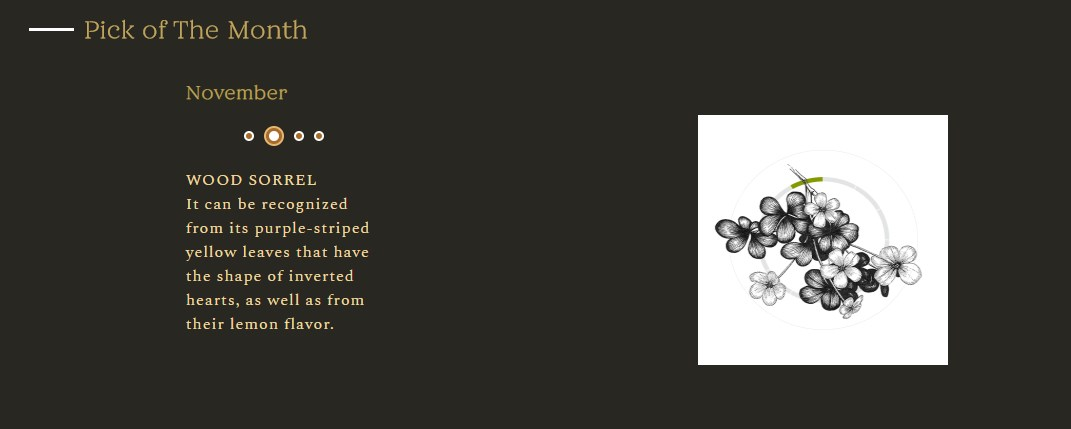 Pick of The Month
November
WOOD SORREL
It can be recognized
from its purple-striped
yellow leaves that have
the shape of inverted
hearts, as well as from
their lemon flavor.